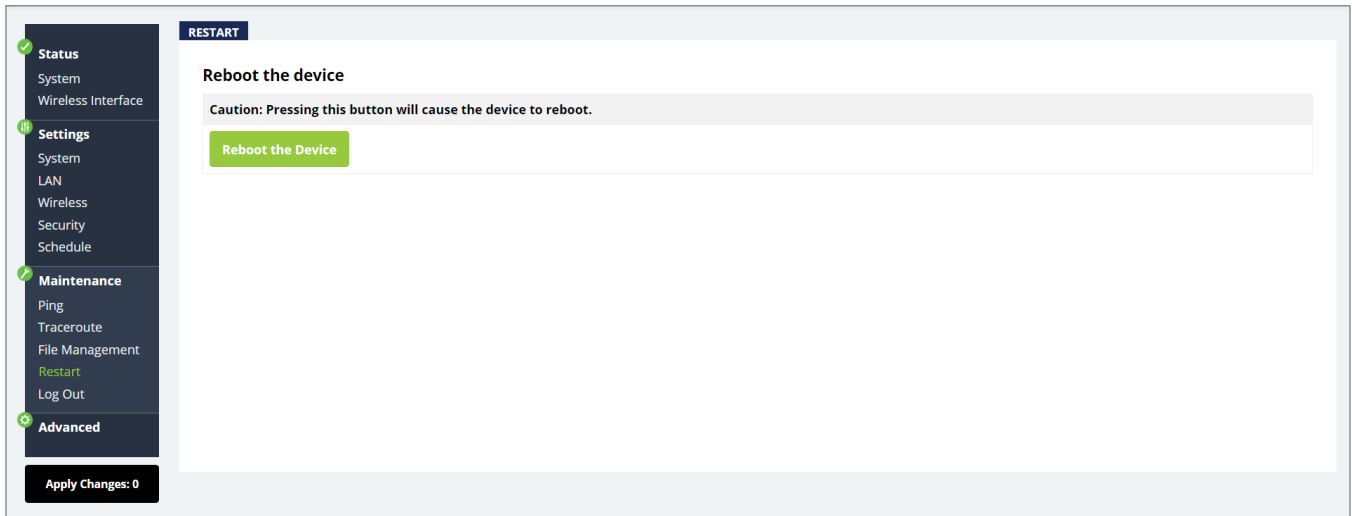 Status
System
Wireless Interface
Settings
System
LAN
Wireless
Security
Schedule
Maintenance
Ping
Traceroute
File Management
Restart
Log Out
Advanced
Apply Changes: 0
RESTART
Reboot the device
Caution: Pressing this button will cause the device to reboot.
Reboot the Device